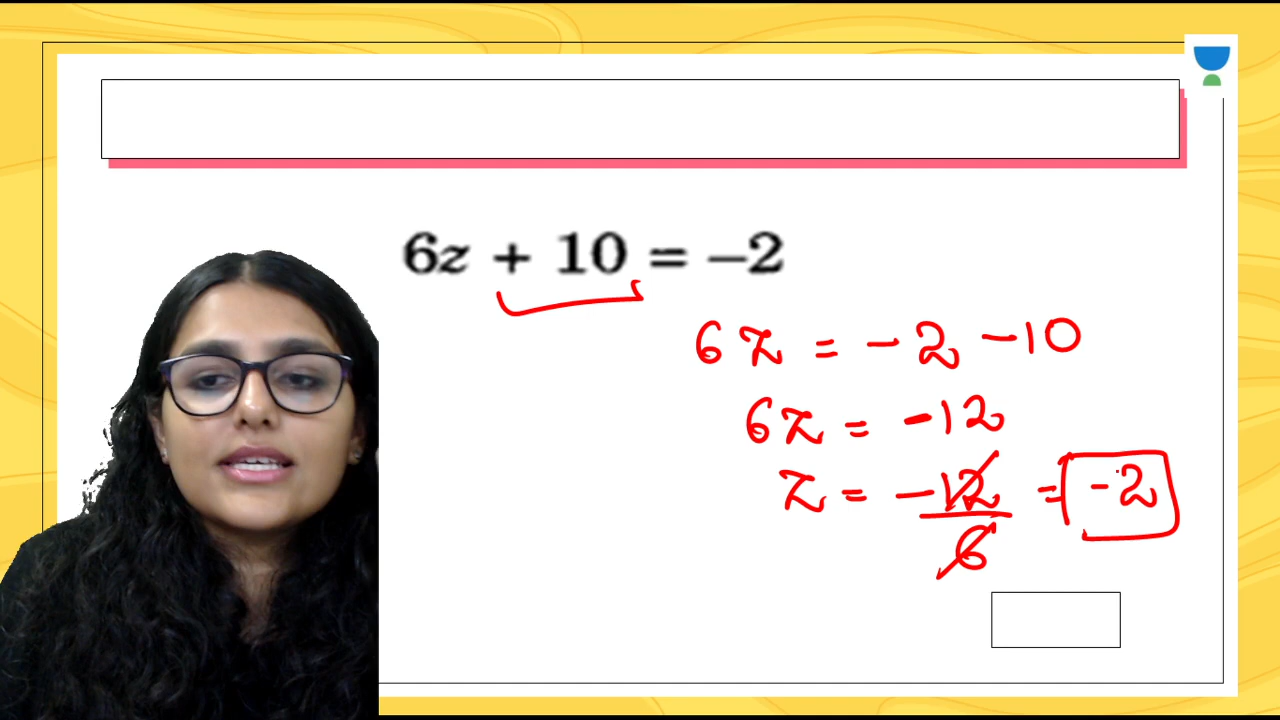 6z + 10 = –2
6z = -2 -10
6z = -12
z = -12/6 = -2